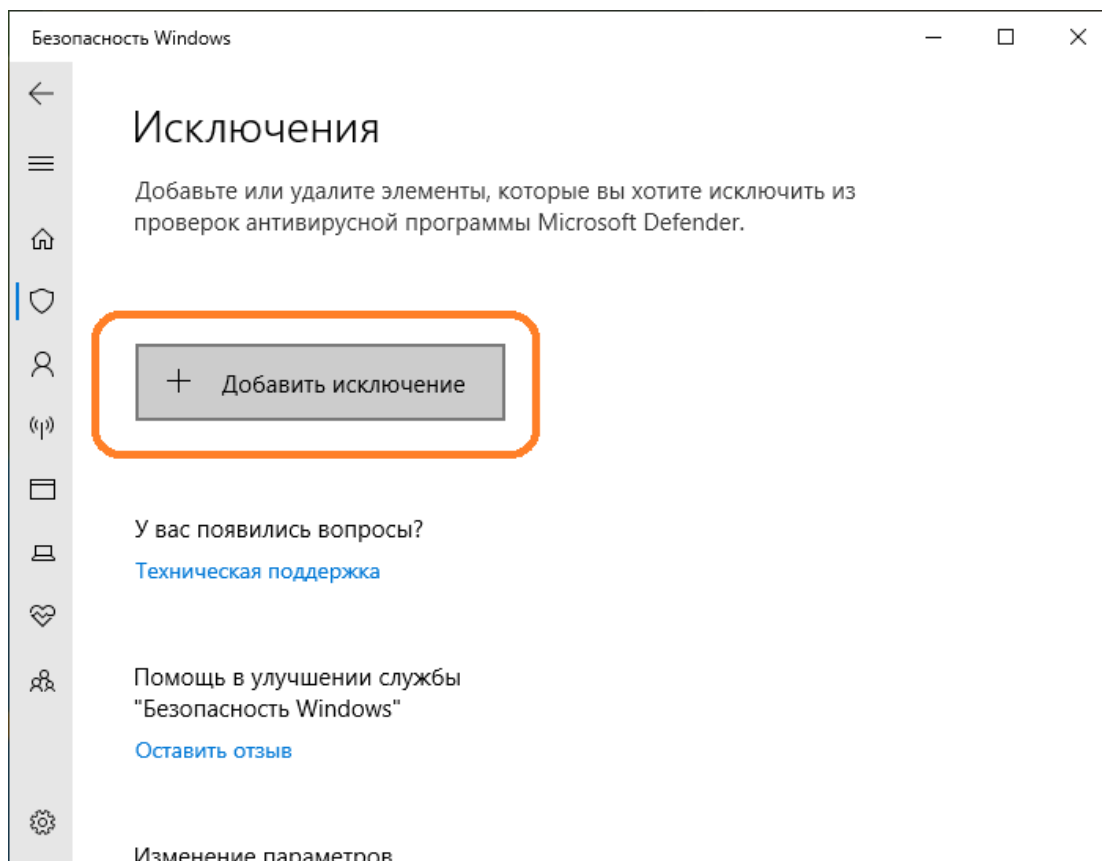 Безопасность Windows
Исключения
Добавьте или удалите элементы, которые вы хотите исключить из
проверок антивирусной программы Microsoft Defender.
Добавить исключение
У вас появились вопросы?
Техническая поддержка
Помощь в улучшении службы
"Безопасность Windows"
Оставить отзыв
Изменение параметров